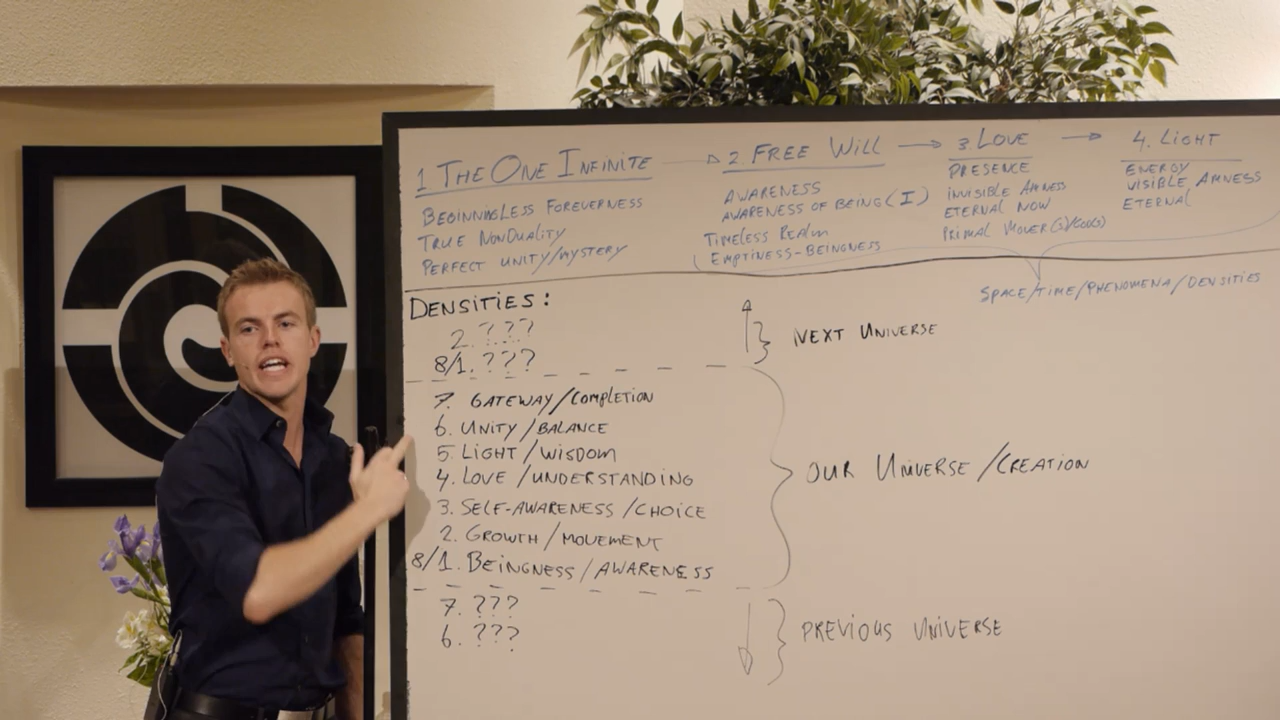 1 THE ONE INFINITE
BEGINNINGLESS FOREVERNESS
TRUE NONDUALITY
PERFECT UNITY/MYSTERY
2. FREE WILL
AWARENESS
AWARENESS OF BEING (I)
TIMELESS REALM
EMPTINESS-BEINGNESS
3. LOVE
PRESENCE
INVISIBLE AMNESS
ETERNAL NOW
PRIMAL MOVER(S)/GOD(S)
4. LIGHT
ENERGY
VISIBLE AMNESS
ETERNAL
SPACE/TIME/PHENOMENA/DENSITIES
DENSITIES:
2. ???
8/1. ???
NEXT UNIVERSE
7. GATEWAY/COMPLETION
6. UNITY/BALANCE
5. LIGHT/WISDOM
4. LOVE/UNDERSTANDING
3. SELF-AWARENESS/CHOICE
2. GROWTH/MOVEMENT
8/1. BEINGNESS/AWARENESS
OUR UNIVERSE/CREATION
7. ???
6. ???
PREVIOUS UNIVERSE